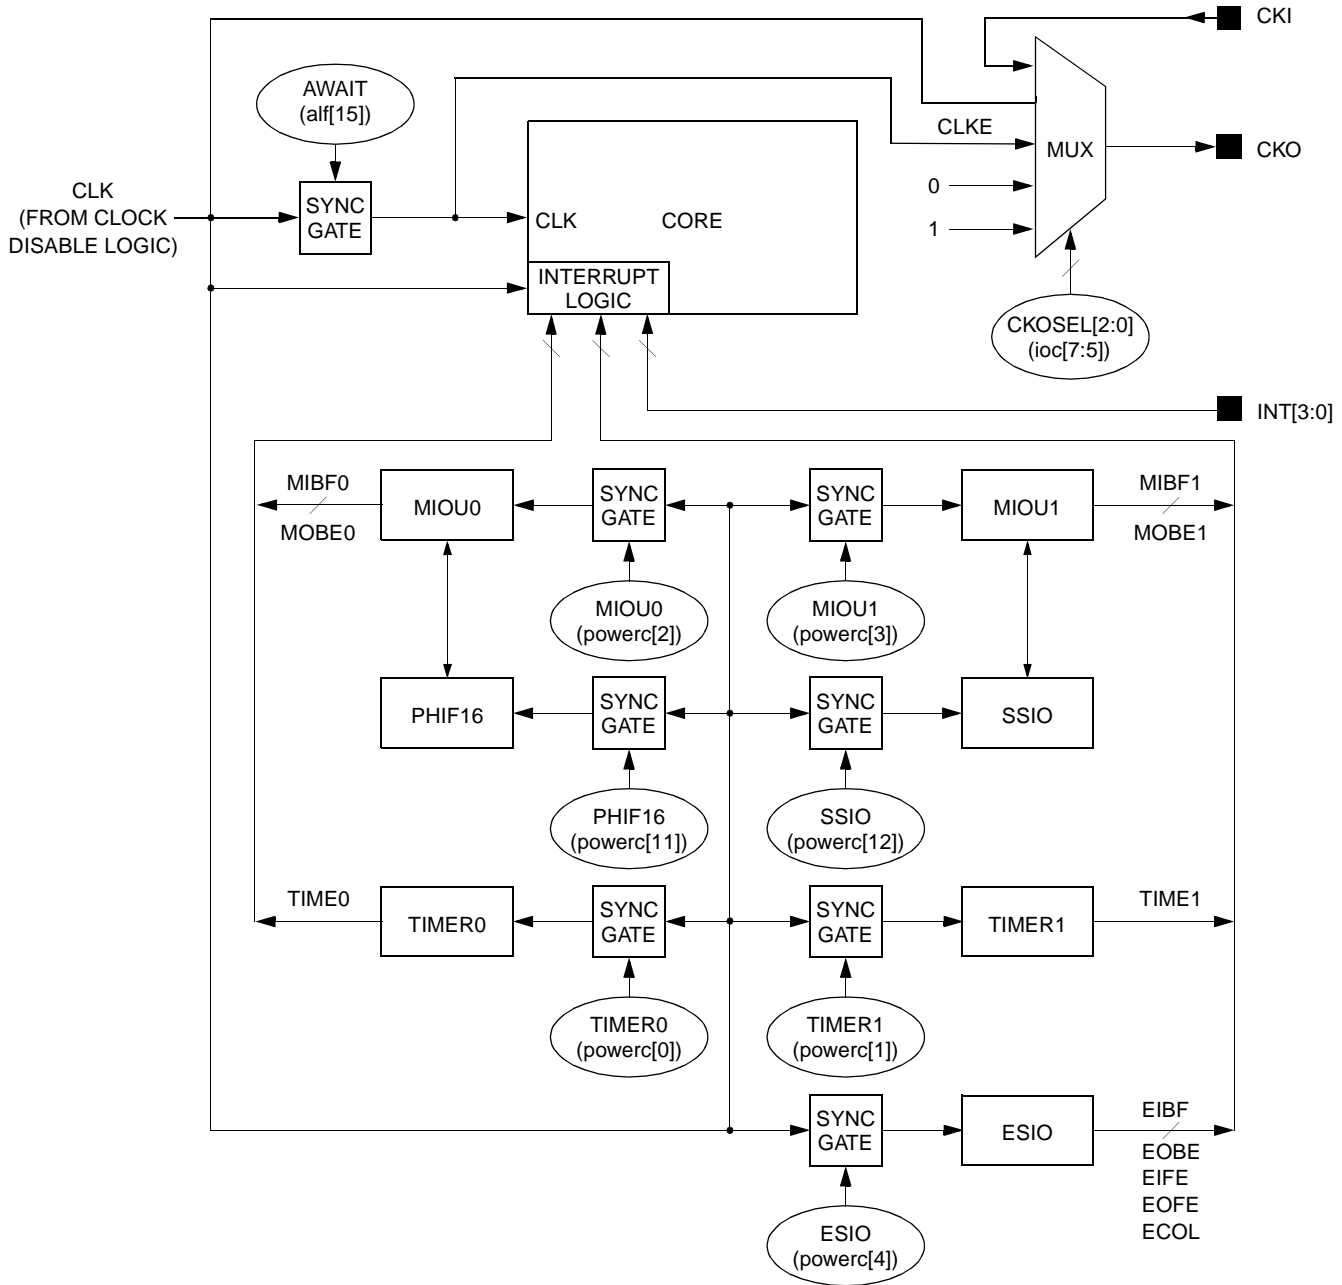 CKI
AWAIT
(alf[15])
CLKE
MUX
CKO
CLK
(FROM CLOCK
DISABLE LOGIC)
SYNC
GATE
CLK
CORE
0
1
INTERRUPT
LOGIC
CKOSEL[2:0]
(ioc[7:5])
INT[3:0]
MIBF0
MOBE0
MIOU0
SYNC
GATE
SYNC
GATE
MIOU1
MIBF1
MOBE1
MIOU0
(powerc[2])
MIOU1
(powerc[3])
PHIF16
SYNC
GATE
SYNC
GATE
SSIO
PHIF16
(powerc[11])
SSIO
(powerc[12])
TIME0
TIMER0
SYNC
GATE
SYNC
GATE
TIMER1
TIME1
TIMER0
(powerc[0])
TIMER1
(powerc[1])
SYNC
GATE
ESIO
EIBF
EOBE
EIFE
EOFE
ECOL
ESIO
(powerc[4])